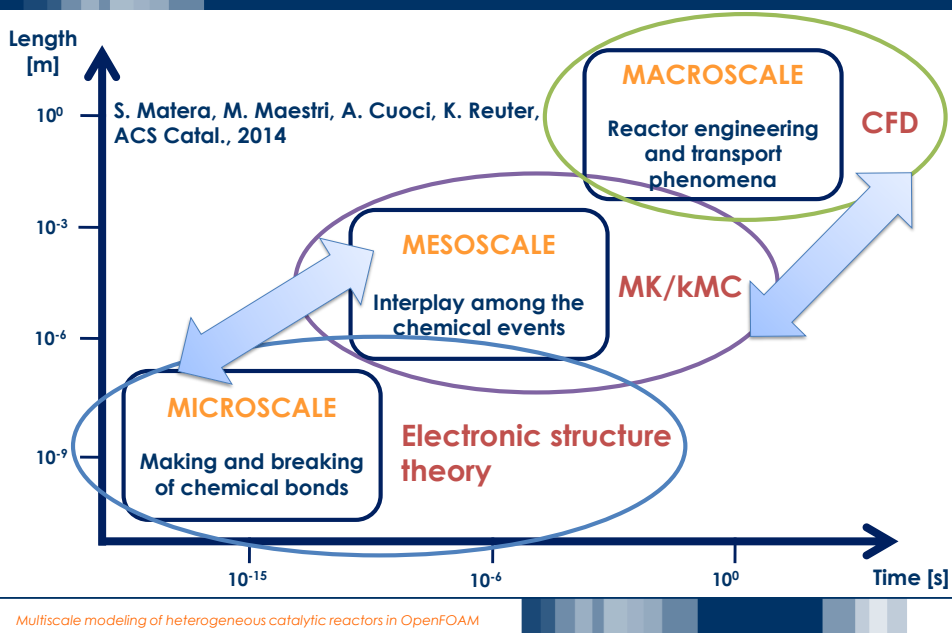 Length
[m]
10⁰
10⁻³
10⁻⁶
10⁻⁹
S. Matera, M. Maestri, A. Cuoci, K. Reuter,
ACS Catal., 2014
MACROSCALE
Reactor engineering
and transport
phenomena
CFD
MESOSCALE
Interplay among the
chemical events
MK/kMC
MICROSCALE
Making and breaking
of chemical bonds
Electronic structure
theory
10⁻¹⁵
10⁻⁶
10⁰
Time [s]
Multiscale modeling of heterogeneous catalytic reactors in OpenFOAM